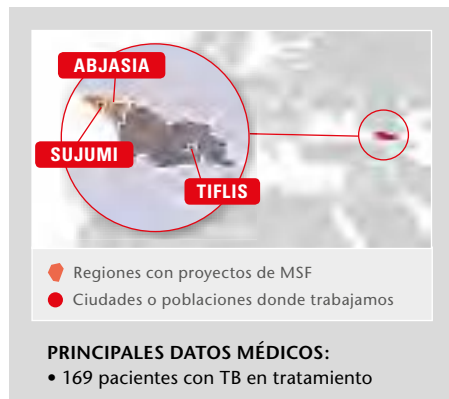 ABJASIA
SUJUMI
TIFLIS
Regiones con proyectos de MSF
Ciudades o poblaciones donde trabajamos
PRINCIPALES DATOS MÉDICOS:
• 169 pacientes con TB en tratamiento